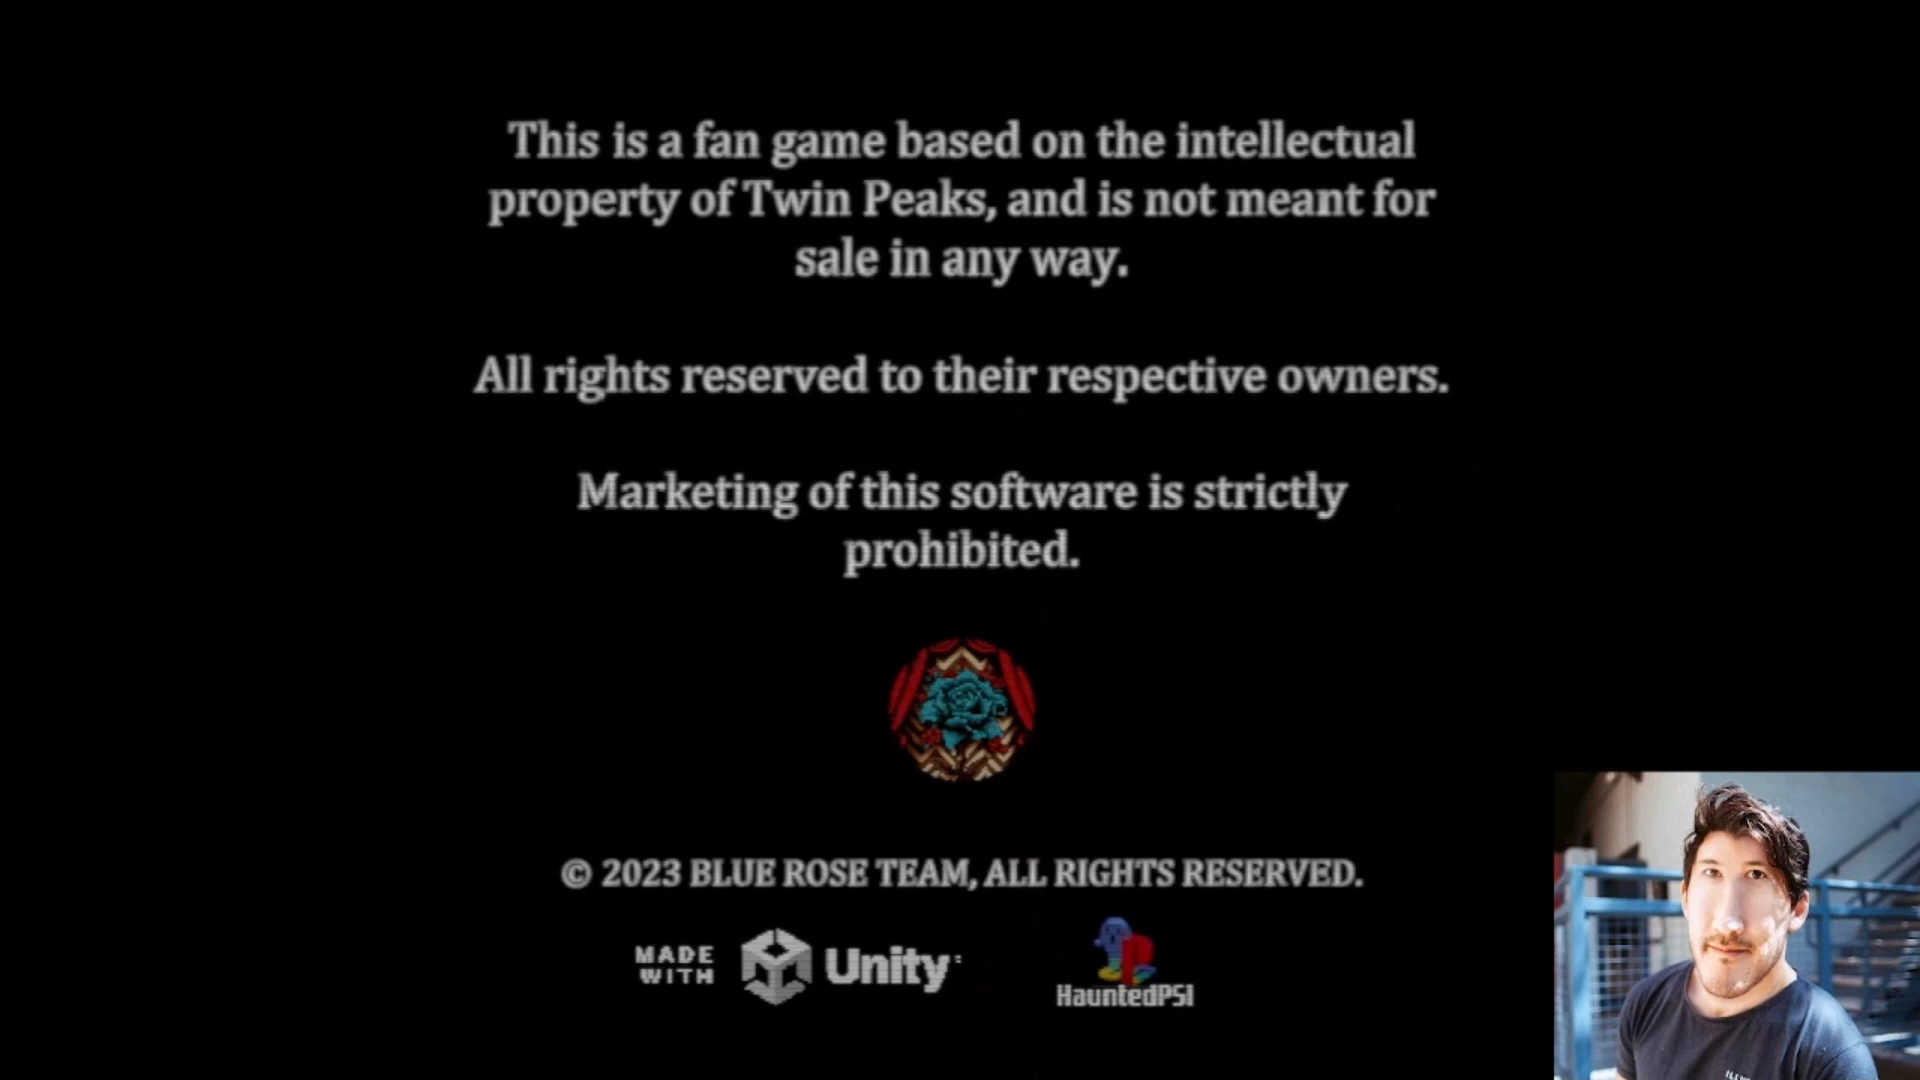 This is a fan game based on the intellectual
property of Twin Peaks, and is not meant for
sale in any way.
All rights reserved to their respective owners.
Marketing of this software is strictly
prohibited.
© 2023 BLUE ROSE TEAM, ALL RIGHTS RESERVED.
MADE
WITH
Unity
HauntedPS1